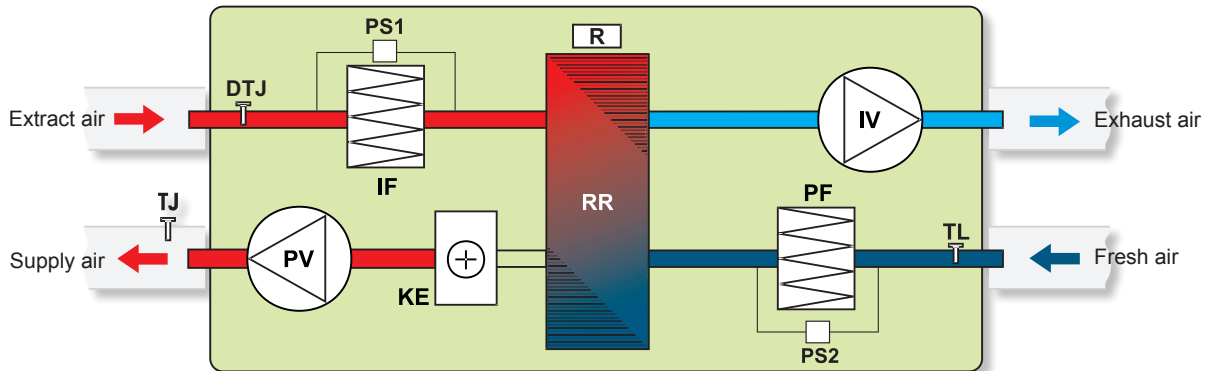 PS1
R
DTJ
Extract air
IV
Exhaust air
IF
RR
PF
TJ
TL
Supply air
PV
KE
Fresh air
PS2